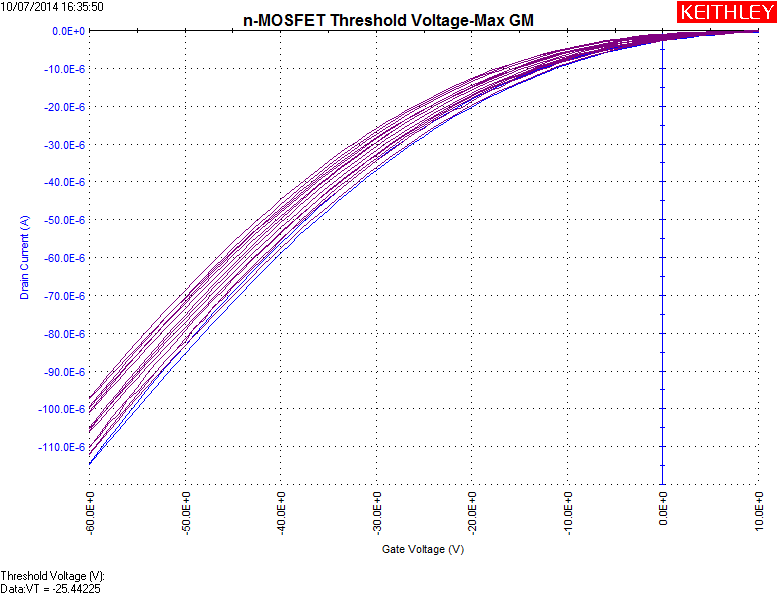 10/07/2014 16:35:50
KEITHLEY
n-MOSFET Threshold Voltage-Max GM
0.0E+0
-10.0E-6
-20.0E-6
-30.0E-6
-40.0E-6
-50.0E-6
-60.0E-6
-70.0E-6
-80.0E-6
-90.0E-6
-100.0E-6
-110.0E-6
Drain Current (A)
-60.0E+0
-50.0E+0
-40.0E+0
-30.0E+0
-20.0E+0
-10.0E+0
0.0E+0
10.0E+0
Gate Voltage (V)
Threshold Voltage (V):
Data:VT = -25.44225